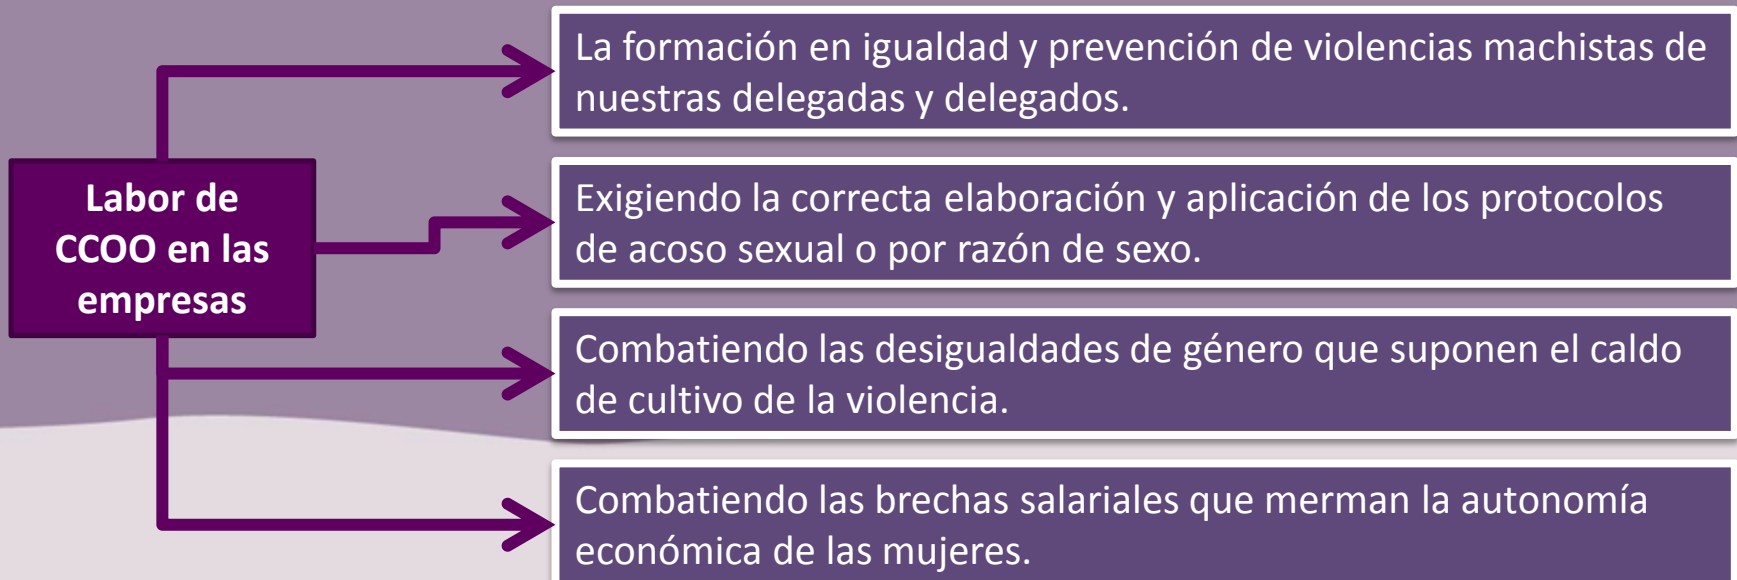 La formación en igualdad y prevención de violencias machistas de
nuestras delegadas y delegados.
Labor de
CCOO en las
empresas
Exigiendo la correcta elaboración y aplicación de los protocolos
de acoso sexual o por razón de sexo.
Combatiendo las desigualdades de género que suponen el caldo
de cultivo de la violencia.
Combatiendo las brechas salariales que merman la autonomía
económica de las mujeres.